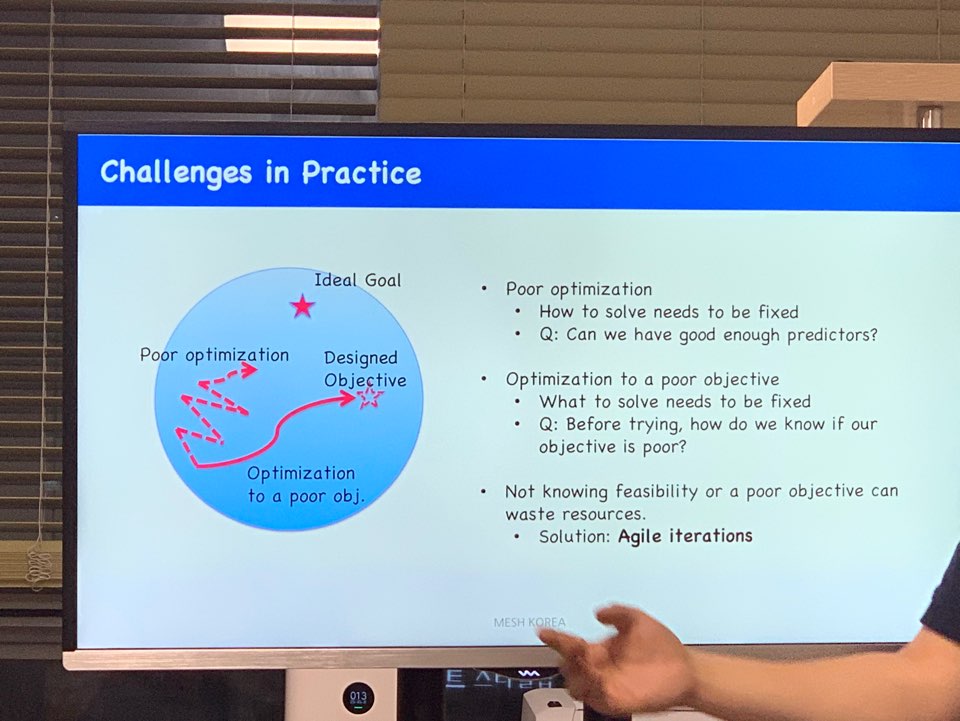 Challenges in Practice
Ideal Goal
Poor optimization
Designed
Objective
Optimization
to a poor obj.
• Poor optimization
• How to solve needs to be fixed
• Q: Can we have good enough predictors?
• Optimization to a poor objective
• What to solve needs to be fixed
• Q: Before trying, how do we know if our
objective is poor?
• Not knowing feasibility or a poor objective can
waste resources.
• Solution: Agile iterations
MESH KOREA
013